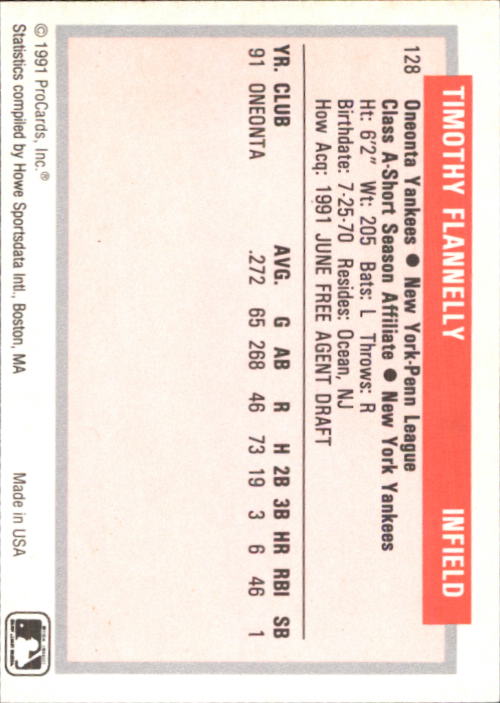 TIMOTHY FLANNELLY INFIELD
128 Oneonta Yankees ● New York-Penn League
Class A-Short Season Affiliate ● New York Yankees
Ht: 6'2" Wt: 205 Bats: L Throws: R
Birthdate: 7-25-70 Resides: Ocean, NJ
How Acq: 1991 JUNE FREE AGENT DRAFT
YR. CLUB AVG. G AB R H 2B 3B HR RBI SB
91 ONEONTA .272 65 268 46 73 19 3 6 46 1
© 1991 ProCards, Inc.®
Statistics compiled by Howe Sportsdata Intl., Boston, MA Made in USA